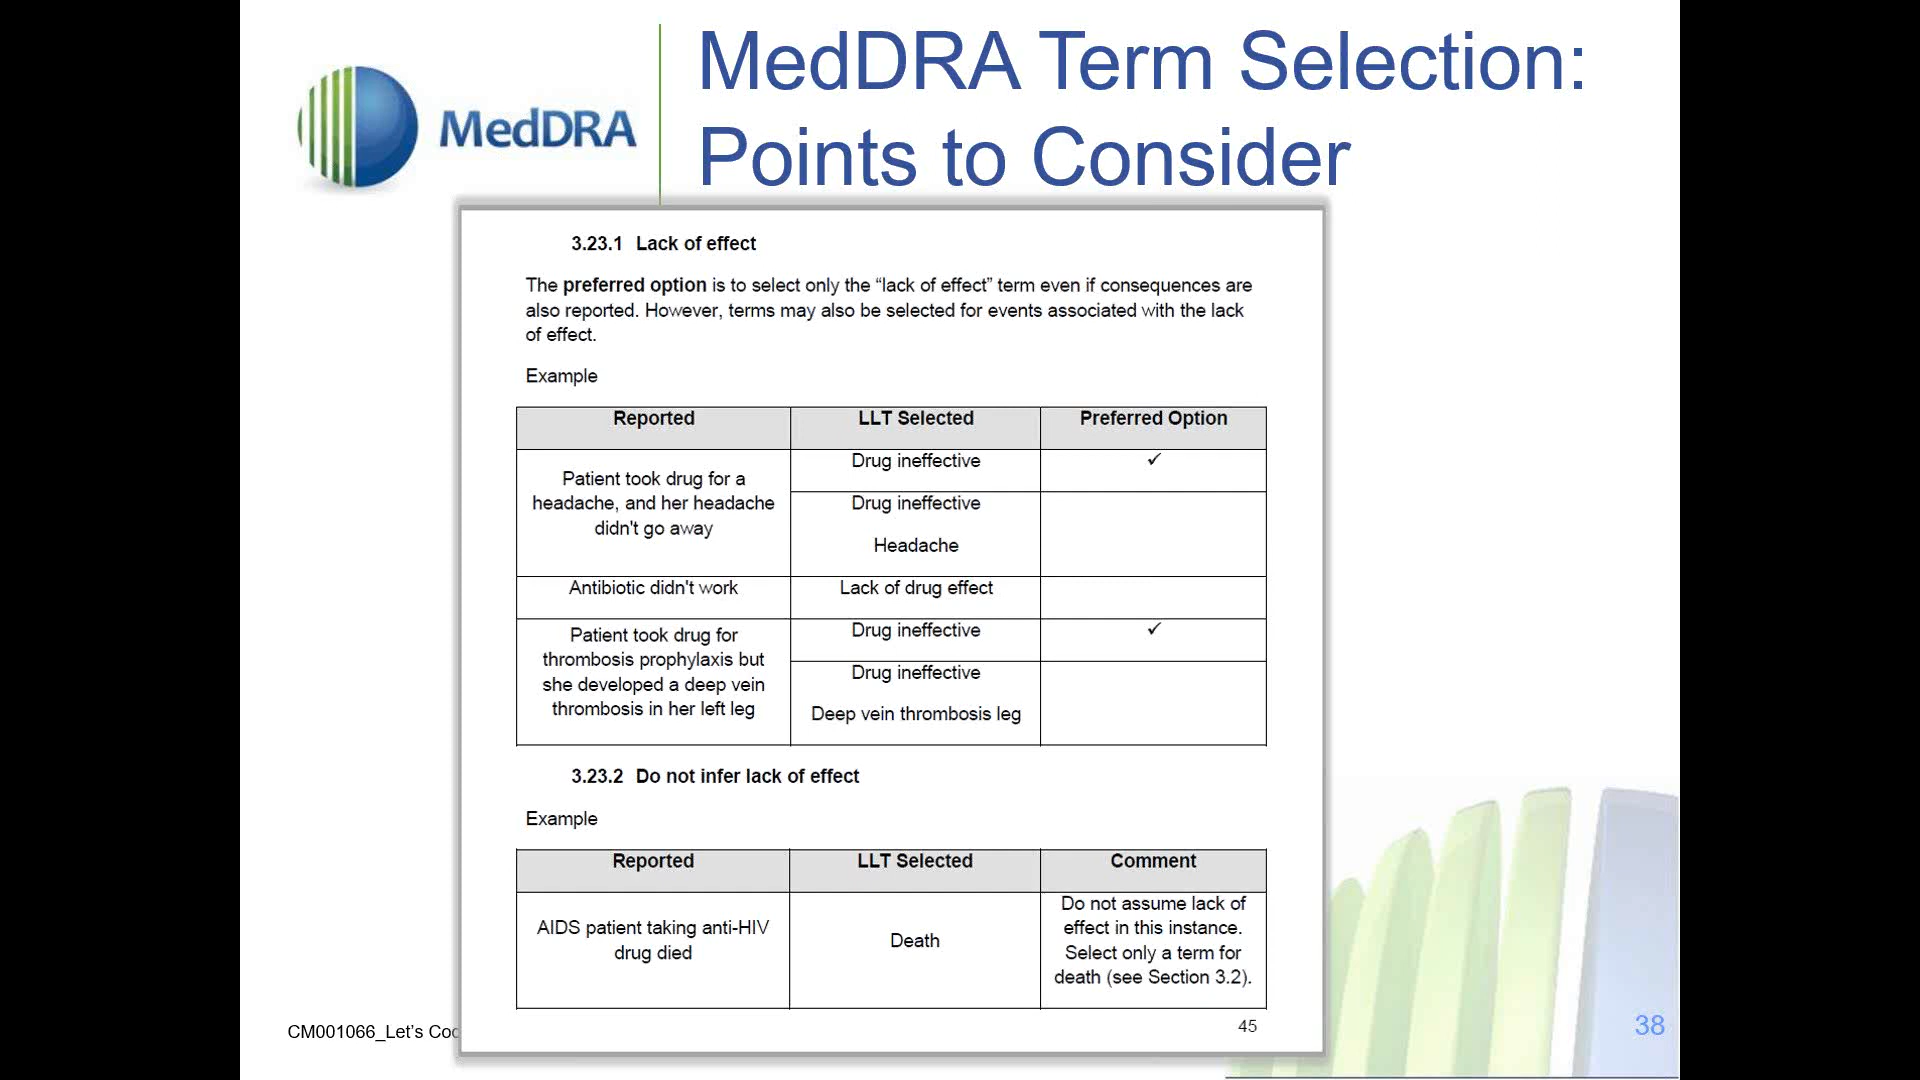 MedDRA
MedDRA Term Selection:
Points to Consider
3.23.1 Lack of effect
The preferred option is to select only the “lack of effect” term even if consequences are
also reported. However, terms may also be selected for events associated with the lack
of effect.
Example
Reported LLT Selected Preferred Option
Patient took drug for a
headache, and her headache
didn't go away
Drug ineffective ✓
Drug ineffective
Headache
Antibiotic didn't work Lack of drug effect
Patient took drug for
thrombosis prophylaxis but
she developed a deep vein
thrombosis in her left leg
Drug ineffective ✓
Drug ineffective
Deep vein thrombosis leg
3.23.2 Do not infer lack of effect
Example
Reported LLT Selected Comment
AIDS patient taking anti-HIV
drug died
Death
Do not assume lack of
effect in this instance.
Select only a term for
death (see Section 3.2).
45
CM001066_Let’s Co
38